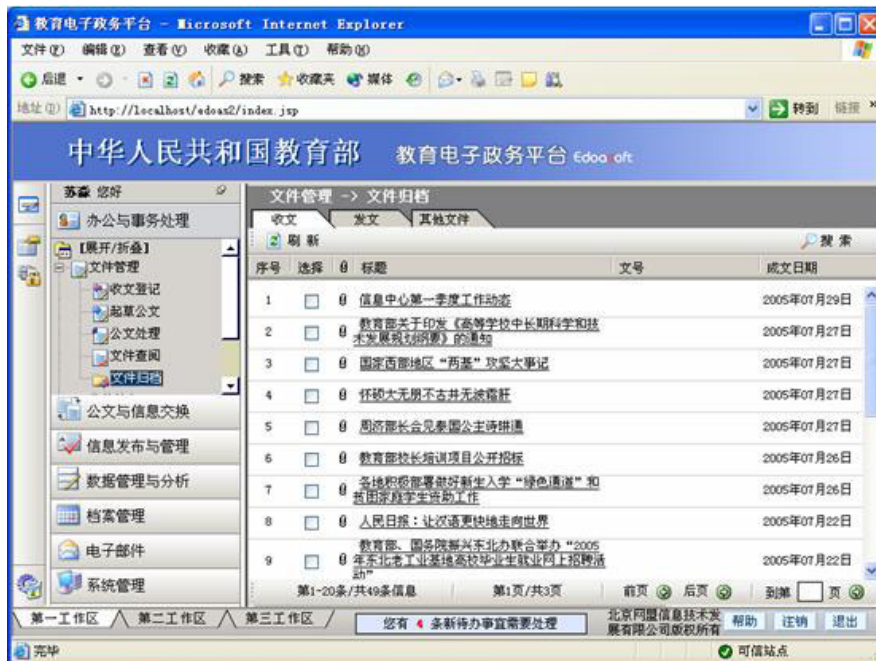 教育电子政务平台 - Microsoft Internet Explorer
文件(F) 编辑(E) 查看(V) 收藏(A) 工具(T) 帮助(H)
后退 搜索 收藏夹 媒体
地址(D) http://localhost/edoas2/index.jsp 转到 链接 »
中华人民共和国教育部 教育电子政务平台 Edoasoft
苏淼 您好
文件管理 -> 文件归档
办公与事务处理
收文 发文 其他文件
刷新 搜索
[展开/折叠]
文件管理
收文登记
起草公文
公文处理
文件查阅
文件归档
公文与信息交换
信息发布与管理
数据管理与分析
档案管理
电子邮件
系统管理
序号 选择 标题 文号 成文日期
1 信息中心第一季度工作动态 2005年07月29日
2 教育部关于印发《高等学校中长期科学和技
术发展规划纲要》的通知 2005年07月27日
3 国家西部地区“两基”攻坚大事记 2005年07月27日
4 怀硕大无朋不古井无波 2005年07月27日
5 周济部长会见泰国公主诗琳通 2005年07月27日
6 教育部校长培训项目公开招标 2005年07月26日
7 各地积极部署做好新生入学“绿色通道”和
贫困家庭学生资助工作 2005年07月26日
8 人民日报：让汉语更快地走向世界 2005年07月22日
9 教育部、国务院振兴东北办联合举办“2005
年东北老工业基地高校毕业生就业网上招聘活
动” 2005年07月22日
第1-20条/共49条信息 第1页/共3页 前页 后页 到第 页
第一工作区 第二工作区 第三工作区 您有 4 条新待办事宜需要处理
北京网盟信息技术发
展有限公司版权所有
帮助 注销 退出
完毕 可信站点